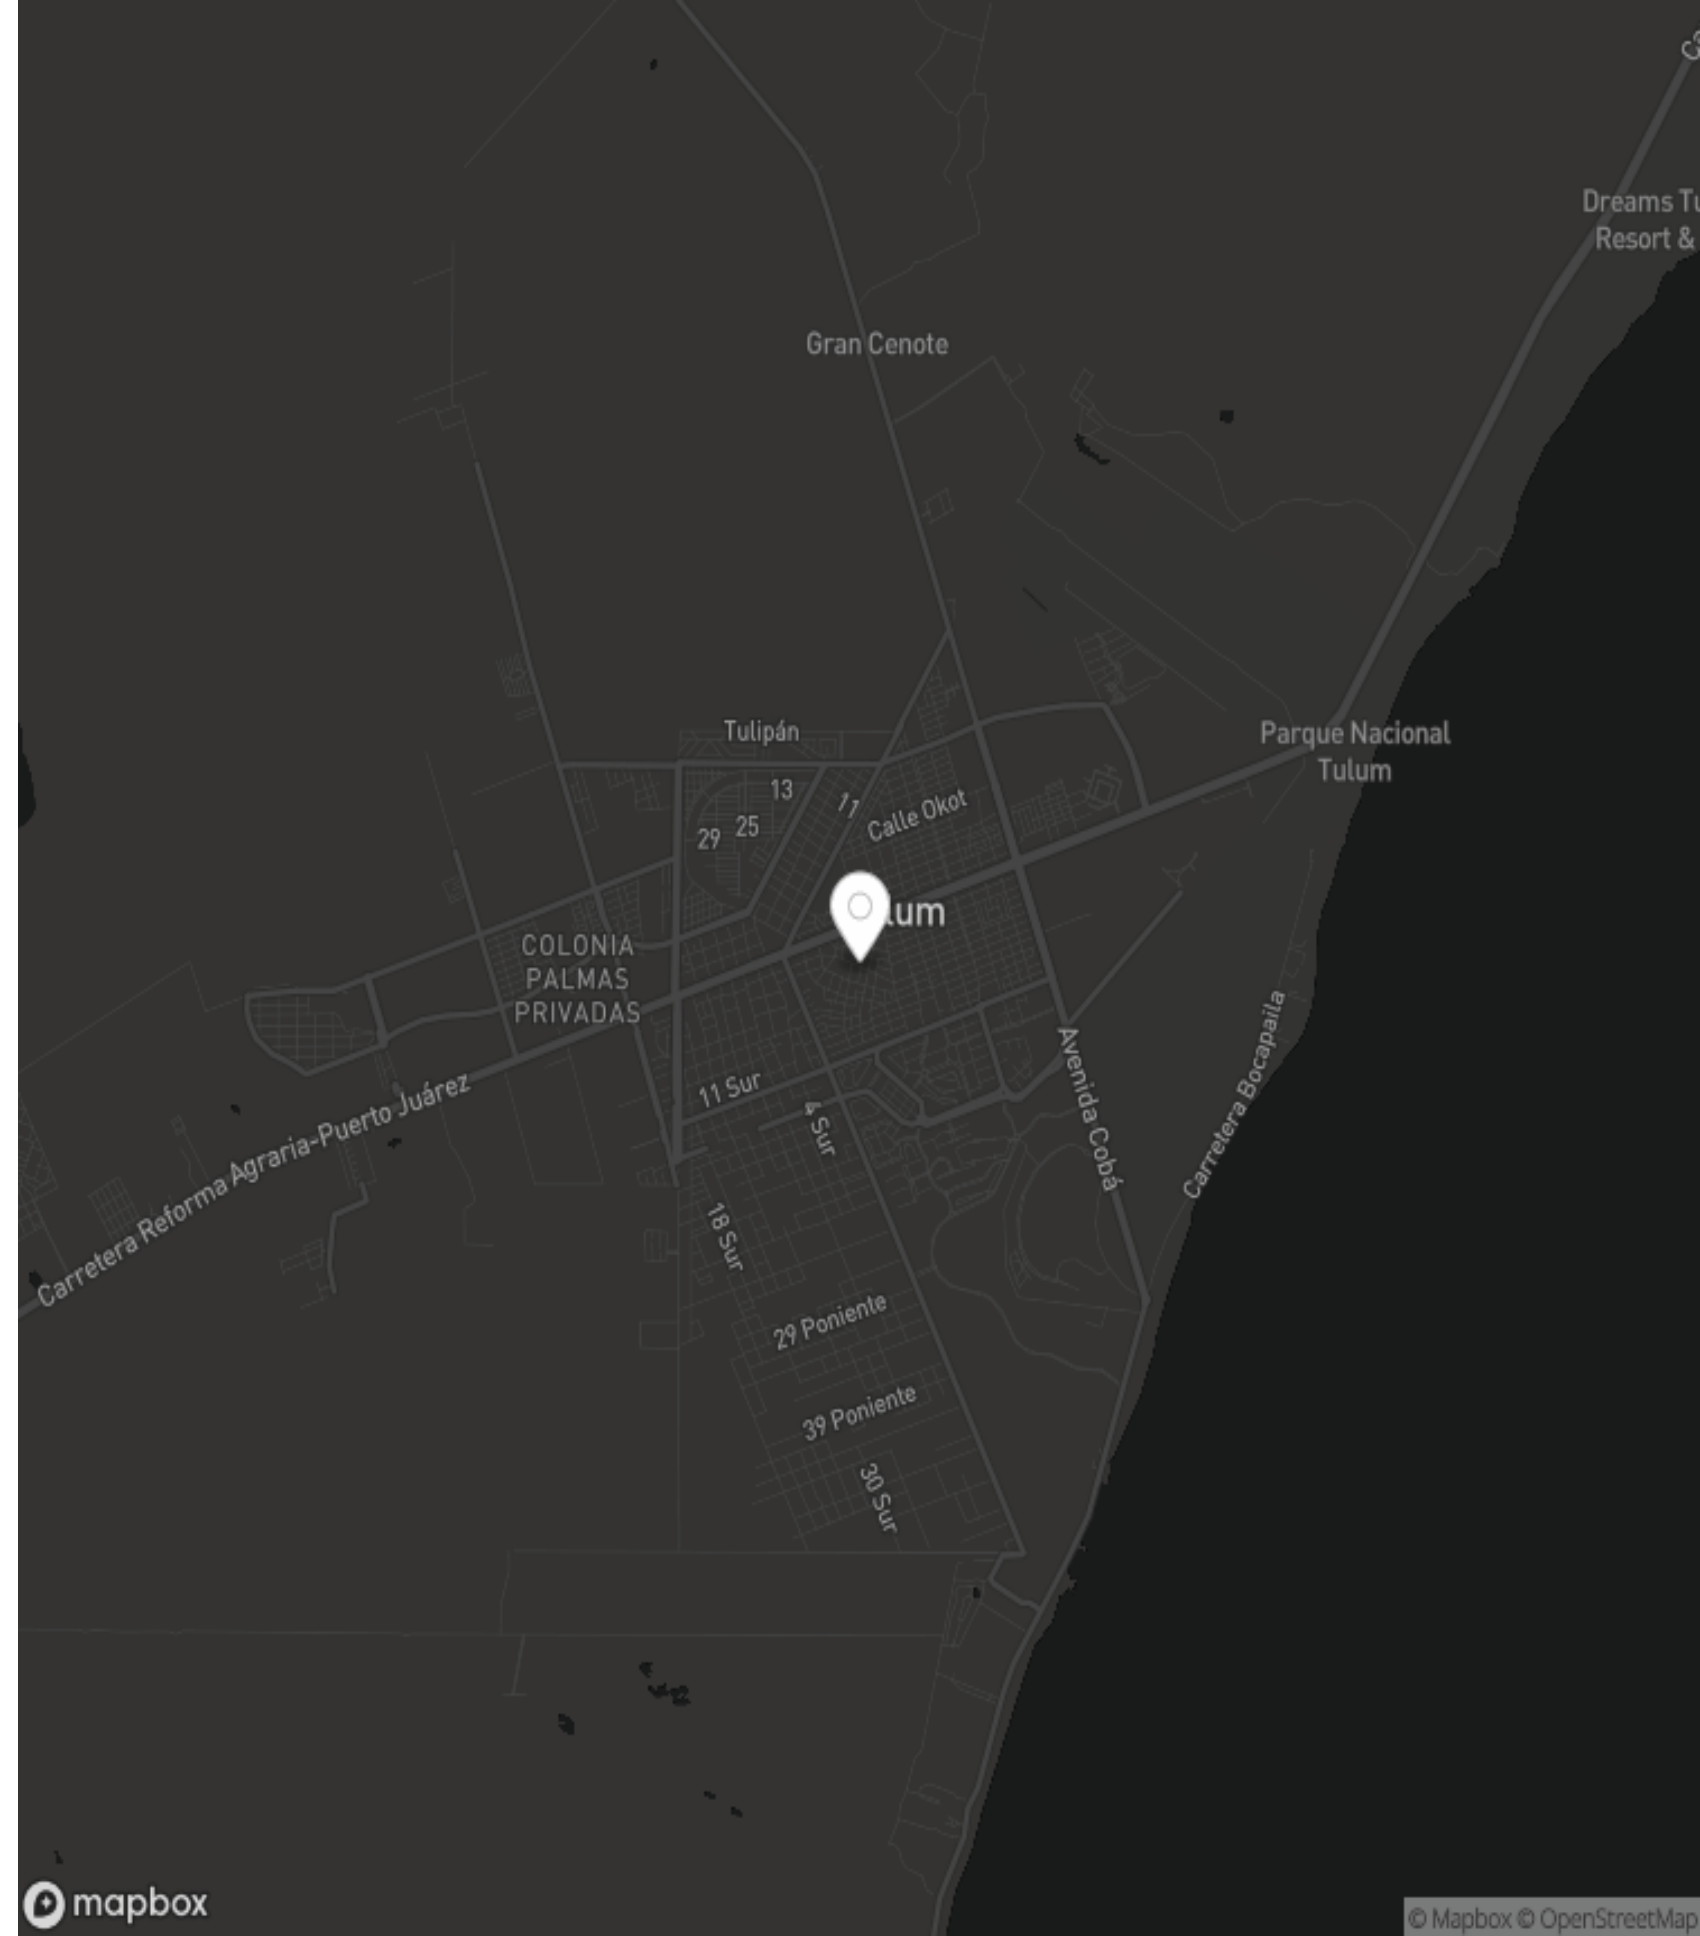 Ca
Dreams Tu
Resort &
Gran Cenote
Tulipán
Parque Nacional
Tulum
13
11
Calle Okot
25
29
lum
COLONIA
PALMAS
PRIVADAS
Carretera Bocapaila
Avenida Cobá
11 Sur
4 Sur
Carretera Reforma Agraria-Puerto Juárez
18 Sur
29 Poniente
39 Poniente
30 Sur
mapbox
© Mapbox © OpenStreetMap